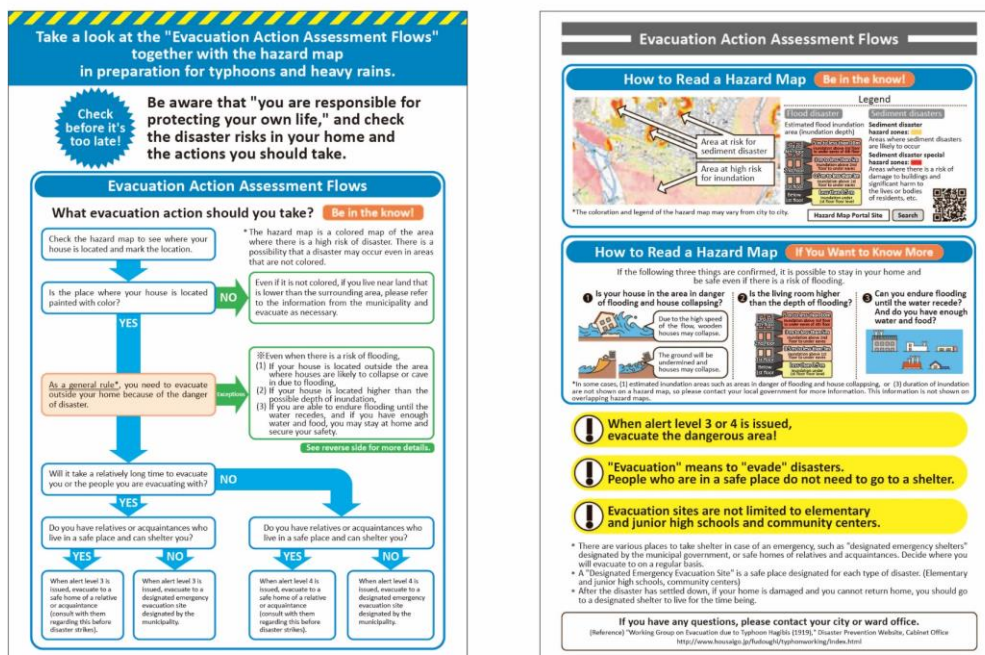 Take a look at the "Evacuation Action Assessment Flows"
together with the hazard map
in preparation for typhoons and heavy rains.
Check
before it's
too late!
Be aware that "you are responsible for
protecting your own life," and check
the disaster risks in your home and
the actions you should take.
Evacuation Action Assessment Flows
What evacuation action should you take?
Be in the know!
Check the hazard map to see where your
house is located and mark the location.
* The hazard map is a colored map of the area
where there is a high risk of disaster. There is a
possibility that a disaster may occur even in areas
that are not colored.
Is the place where your house is located
painted with color?
NO
Even if it is not colored, if you live near land that
is lower than the surrounding area, please refer
to the information from the municipality and
evacuate as necessary.
YES
As a general rule*, you need to evacuate
outside your home because of the danger
of disaster.
Exceptions
※Even when there is a risk of flooding,
(1) If your house is located outside the area
where houses are likely to collapse or cave
in due to flooding,
(2) If your house is located higher than the
possible depth of inundation,
(3) If you are able to endure flooding until the
water recedes, and if you have enough
water and food, you may stay at home and
secure your safety.
See reverse side for more details.
Will it take a relatively long time to evacuate
you or the people you are evacuating with?
NO
YES
Do you have relatives or acquaintances who
live in a safe place and can shelter you?
YES
NO
When alert level 3 is
issued, evacuate to a
safe home of a relative
or acquaintance
(consult with them
regarding this before
disaster strikes).
When alert level 3 is
issued, evacuate to a
designated emergency
evacuation site
designated by the
municipality.
Do you have relatives or acquaintances who
live in a safe place and can shelter you?
YES
NO
When alert level 4 is
issued, evacuate to a
safe home of a relative
or acquaintance
(consult with them
regarding this before
disaster strikes).
When alert level 4 is
issued, evacuate to a
designated emergency
evacuation site
designated by the
municipality.
Evacuation Action Assessment Flows
How to Read a Hazard Map
Be in the know!
Area at risk for
sediment disaster
Area at high risk
for inundation
*The coloration and legend of the hazard map may vary from city to city.
Legend
Flood disaster
Estimated flood inundation
area (inundation depth)
Sediment disasters
Sediment disaster
hazard zones:
Areas where sediment disasters
are likely to occur
Sediment disaster special
hazard zones:
Areas where there is a risk of
damage to buildings and
significant harm to
the lives or bodies
of residents, etc.
Hazard Map Portal Site
Search
How to Read a Hazard Map
If You Want to Know More
If the following three things are confirmed, it is possible to stay in your home and
be safe even if there is a risk of flooding.
1 Is your house in the area in danger
of flooding and house collapsing?
Due to the high speed
of the flow, wooden
houses may collapse.
The ground will be
undermined and
houses may collapse.
2 Is the living room higher
than the depth of flooding?
3 Can you endure flooding
until the water recede?
And do you have enough
water and food?
*In some cases, (1) estimated inundation areas such as areas in danger of flooding and house collapsping, or (3) duration of inundation
are not shown on a hazard map, so please contact your local government for more information. This information is not shown on
overlapping hazard maps.
When alert level 3 or 4 is issued,
evacuate the dangerous area!
"Evacuation" means to "evade" disasters.
People who are in a safe place do not need to go to a shelter.
Evacuation sites are not limited to elementary
and junior high schools and community centers.
* There are various places to take shelter in case of an emergency, such as "designated emergency shelters"
designated by the municipal government, or safe homes of relatives and acquaintances. Decide where you
will evacuate to on a regular basis.
* A "Designated Emergency Evacuation Site" is a safe place designated for each type of disaster. (Elementary
and junior high schools, community centers)
* After the disaster has settled down, if your home is damaged and you cannot return home, you should go
to a designated shelter to live for the time being.
If you have any questions, please contact your city or ward office.
[Reference] "Working Group on Evacuation due to Typhoon Hagibis (1919)," Disaster Prevention Website, Cabinet Office